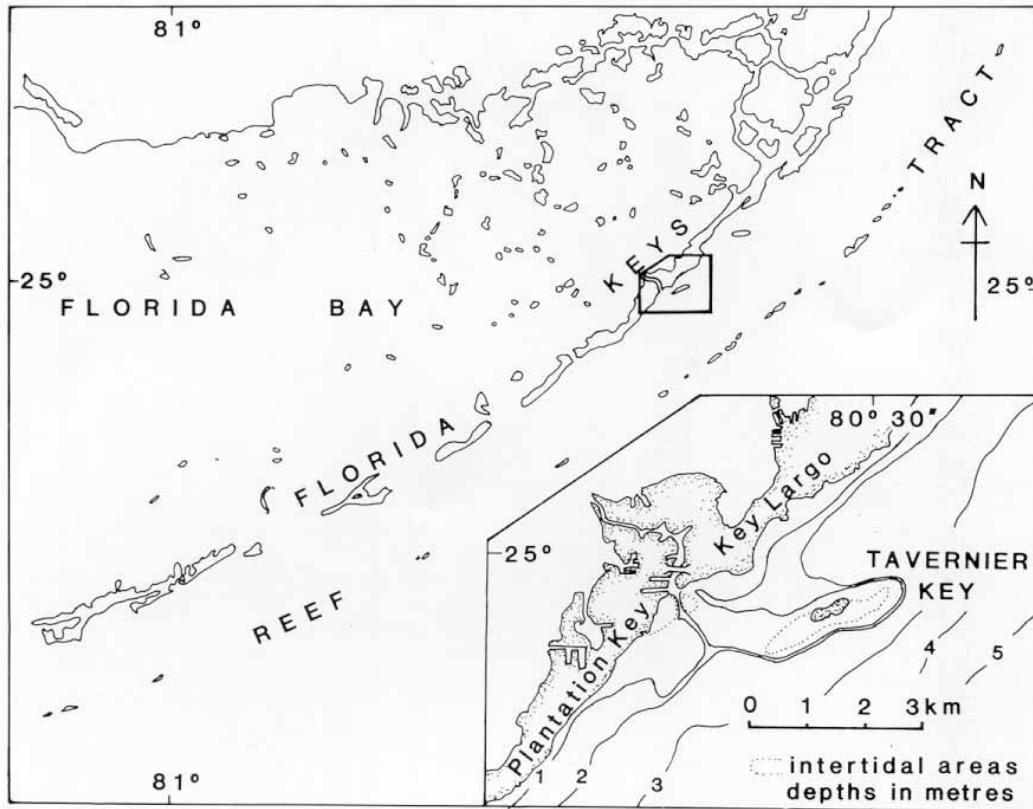 81°
TRACT
N
KEYS
25°
25°
FLORIDA BAY
FLORIDA
80° 30"
Key Largo
25°
TAVERNIER
KEY
REEF
Plantation Key
4
5
0 1 2 3km
1 2 3
intertidal areas
depths in metres
81°